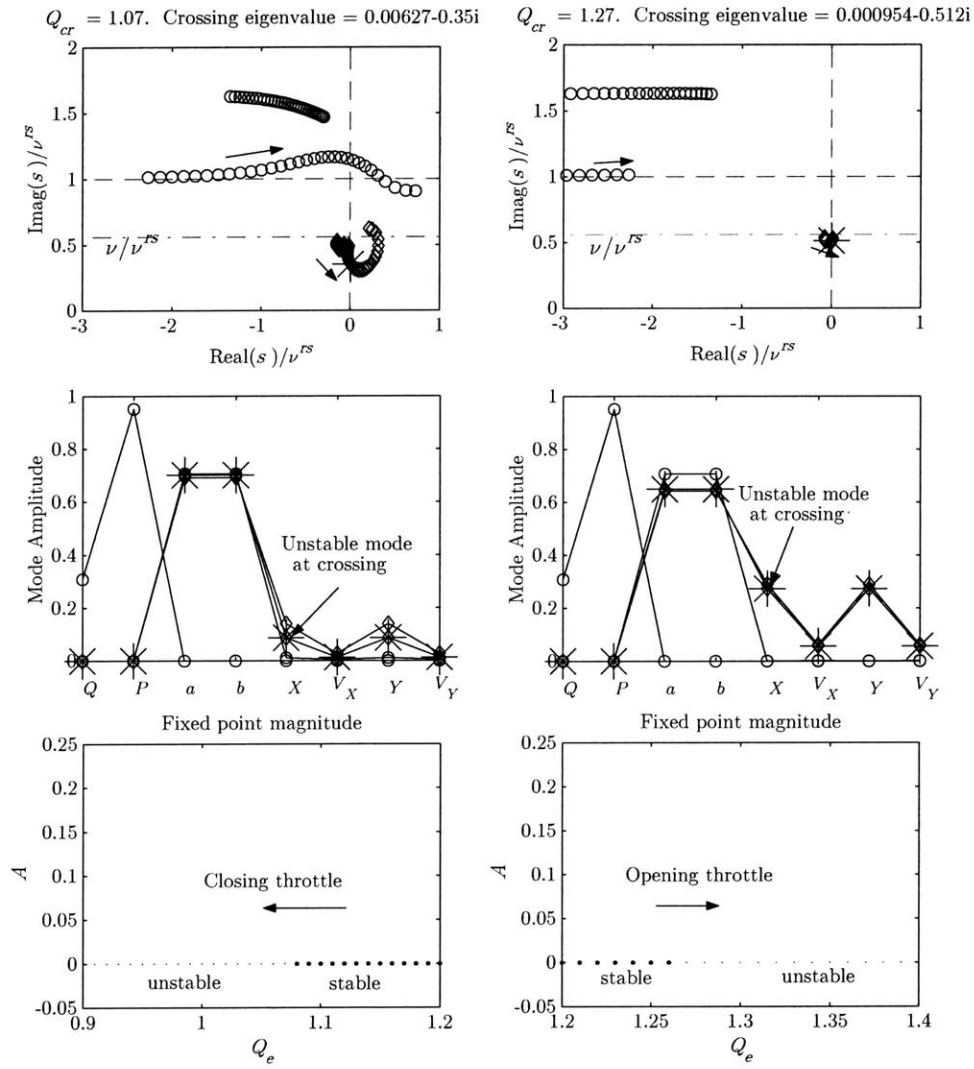 Q_cr = 1.07. Crossing eigenvalue = 0.00627-0.35i
Imag(s)/ν^rs
2
1.5
1
0.5
0
ν/ν^rs
-3 -2 -1 0 1
Real(s)/ν^rs
Q_cr = 1.27. Crossing eigenvalue = 0.000954-0.512i
Imag(s)/ν^rs
2
1.5
1
0.5
0
ν/ν^rs
-3 -2 -1 0 1
Real(s)/ν^rs
Mode Amplitude
1
0.8
0.6
0.4
0.2
0
Unstable mode
at crossing
Q P a b X V_X Y V_Y
Mode Amplitude
1
0.8
0.6
0.4
0.2
0
Unstable mode
at crossing
Q P a b X V_X Y V_Y
Fixed point magnitude
A
0.25
0.2
0.15
0.1
0.05
0
-0.05
Closing throttle
unstable
stable
0.9 1 1.1 1.2
Q_e
Fixed point magnitude
A
0.25
0.2
0.15
0.1
0.05
0
-0.05
Opening throttle
stable
unstable
1.2 1.25 1.3 1.35 1.4
Q_e